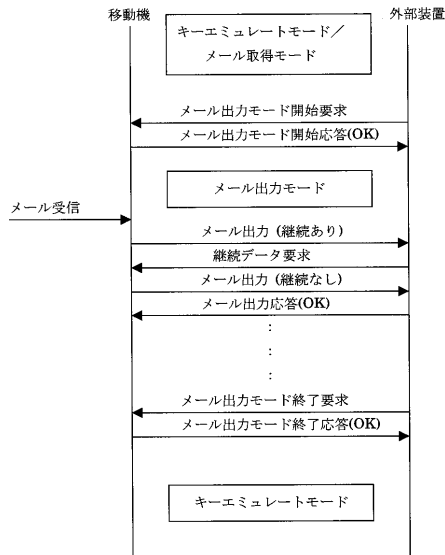 移動機
外部装置
キーエミュレートモード／
メール取得モード
メール出力モード開始要求
メール出力モード開始応答(OK)
メール出力モード
メール受信
メール出力 (継続あり)
継続データ要求
メール出力 (継続なし)
メール出力応答(OK)
:
:
:
メール出力モード終了要求
メール出力モード終了応答(OK)
キーエミュレートモード